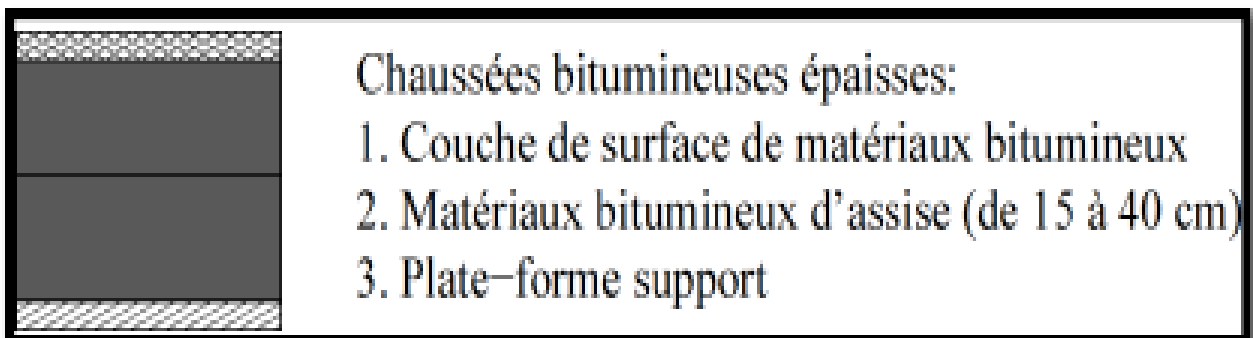 Chaussées bitumineuses épaisses:
1. Couche de surface de matériaux bitumineux
2. Matériaux bitumineux d'assise (de 15 à 40 cm)
3. Plate−forme support